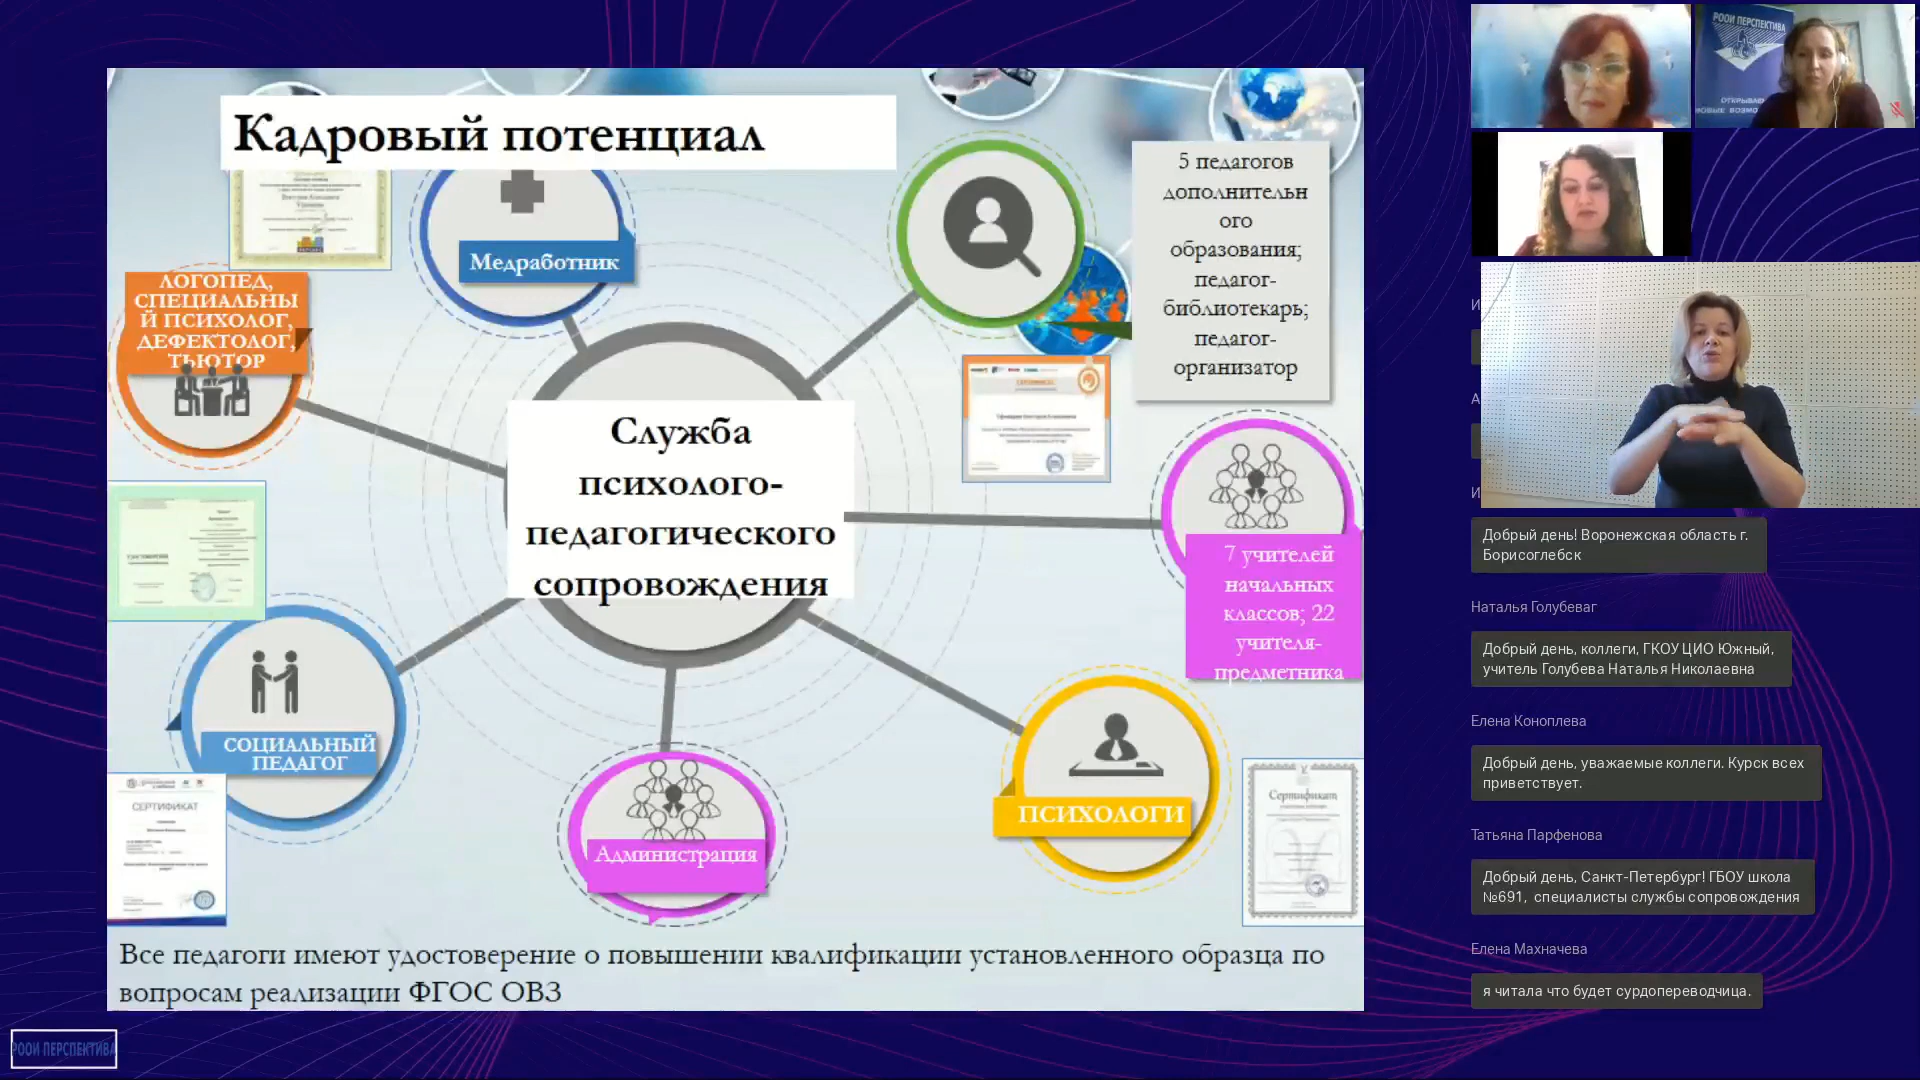 Кадровый потенциал
Медработник
ЛОГОПЕД,
СПЕЦИАЛЬНЫ
Й ПСИХОЛОГ,
ДЕФЕКТОЛОГ,
ТЬЮТОР
5 педагогов
дополнительн
ого
образования;
педагог-
библиотекарь;
педагог-
организатор
Служба
психолого-
педагогического
сопровождения
7 учителей
начальных
классов; 22
учителя-
предметника
СОЦИАЛЬНЫЙ
ПЕДАГОГ
СЕРТИФИКАТ
Администрация
ПСИХОЛОГИ
Сертификат
Все педагоги имеют удостоверение о повышении квалификации установленного образца по
вопросам реализации ФГОС ОВЗ
РООИ ПЕРСПЕКТИВА
РООИ ПЕРСПЕКТИВА
Добрый день! Воронежская область г.
Борисоглебск
Наталья Голубеваг
Добрый день, коллеги, ГКОУ ЦИО Южный,
учитель Голубева Наталья Николаевна
Елена Коноплева
Добрый день, уважаемые коллеги. Курск всех
приветствует.
Татьяна Парфенова
Добрый день, Санкт-Петербург! ГБОУ школа
№691, специалисты службы сопровождения
Елена Махначева
я читала что будет сурдопереводчица.